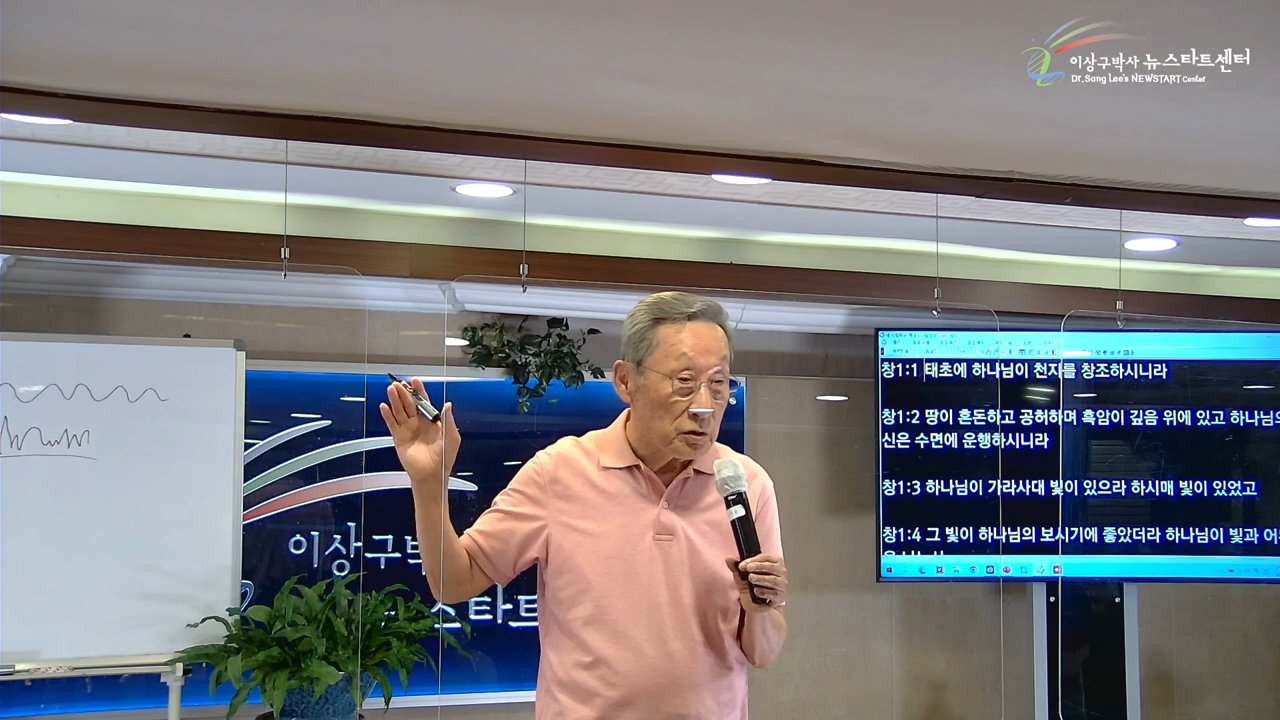 이상구박사 뉴스타트센터
Dr. Sang Lee's NEWSTART Center
창1:1 태초에 하나님이 천지를 창조하시니라
창1:2 땅이 혼돈하고 공허하며 흑암이 깊음 위에 있고 하나님의
신은 수면에 운행하시니라
창1:3 하나님이 가라사대 빛이 있으라 하시매 빛이 있었고
창1:4 그 빛이 하나님의 보시기에 좋았더라 하나님이 빛과
이상구
스타트